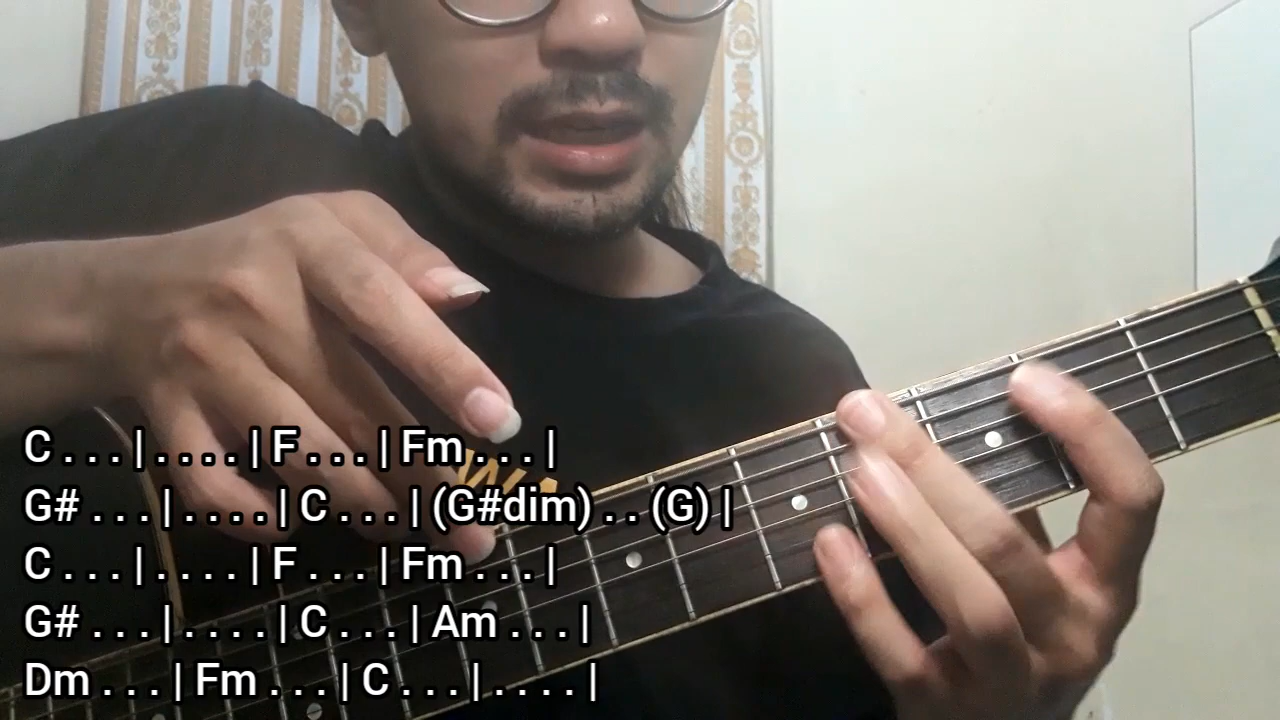 C . . . | . . . . | F . . . | Fm . . . |
G# . . . | . . . . | C . . . | (G#dim) . . (G) |
C . . . | . . . . | F . . . | Fm . . . |
G# . . . | . . . . | C . . . | Am . . . |
Dm . . . | Fm . . . | C . . . | . . . . |